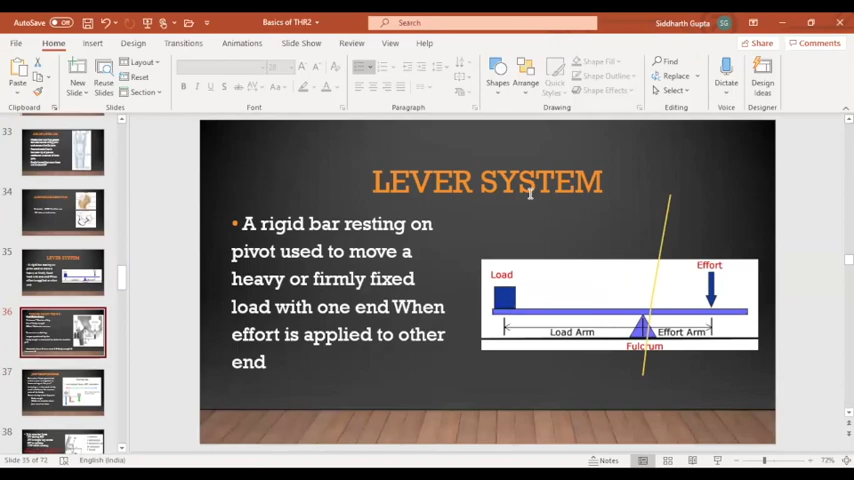 AutoSave Off
Basics of THR2
Search
Siddharth Gupta
SG
File
Home
Insert
Design
Transitions
Animations
Slide Show
Review
View
Help
Share
Comments
Paste
New
Slide
Reuse
Slides
Layout
Reset
Section
Shapes
Arrange
Quick
Styles
Shape Fill
Shape Outline
Shape Effects
Find
Replace
Select
Dictate
Design
Ideas
Clipboard
Slides
Font
Paragraph
Drawing
Editing
Voice
Designer
33
34
35
LEVER SYSTEM
36
37
38
LEVER SYSTEM
• A rigid bar resting on
pivot used to move a
heavy or firmly fixed
load with one end When
effort is applied to other
end
Load
Effort
Load Arm
Effort Arm
Fulcrum
Slide 35 of 72
English (India)
Notes
72%